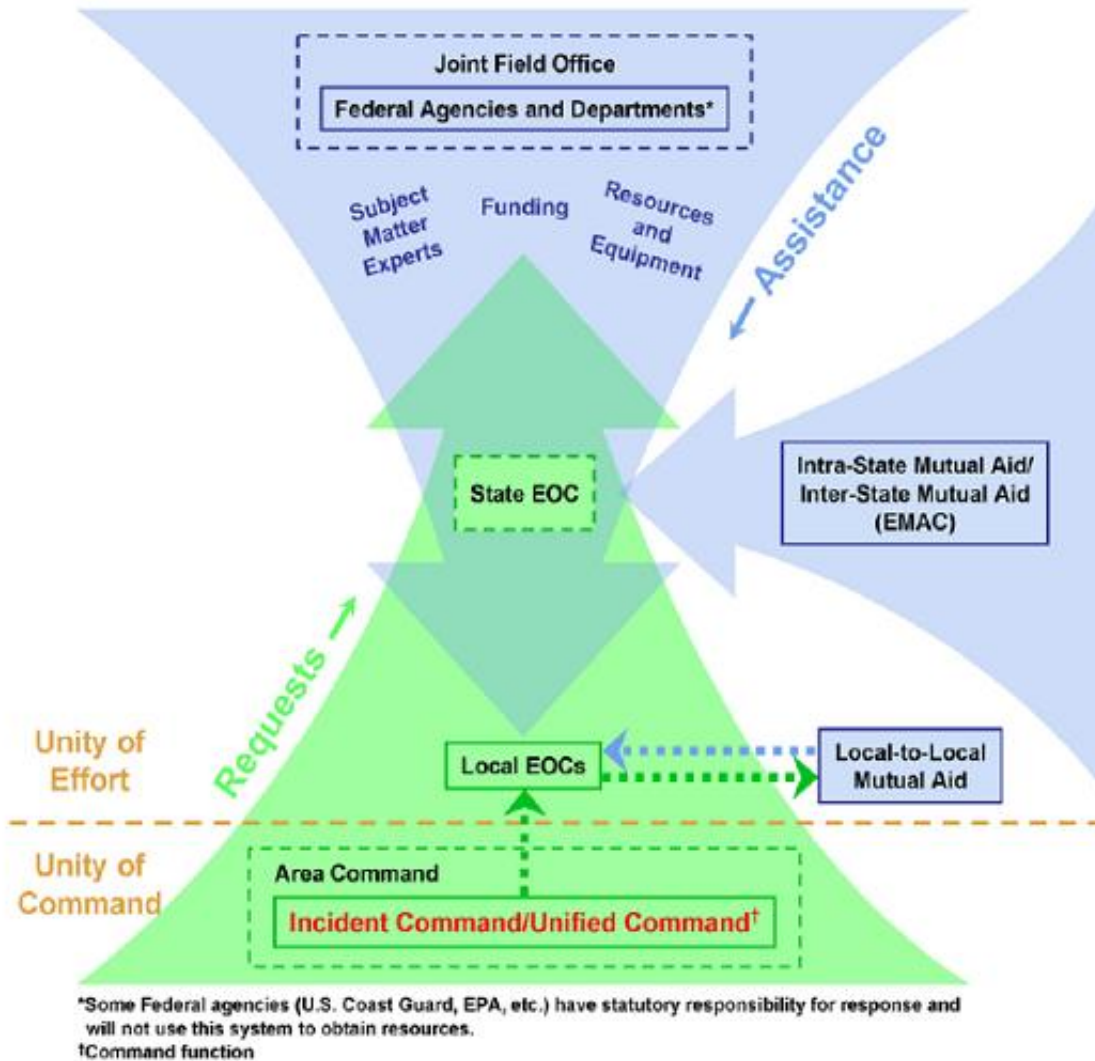 Joint Field Office
Federal Agencies and Departments*
Subject
Matter
Experts
Funding
Resources
and
Equipment
← Assistance
State EOC
Intra-State Mutual Aid/
Inter-State Mutual Aid
(EMAC)
Requests →
Unity of
Effort
Local EOCs
Local-to-Local
Mutual Aid
Unity of
Command
Area Command
Incident Command/Unified Command†
*Some Federal agencies (U.S. Coast Guard, EPA, etc.) have statutory responsibility for response and
will not use this system to obtain resources.
†Command function